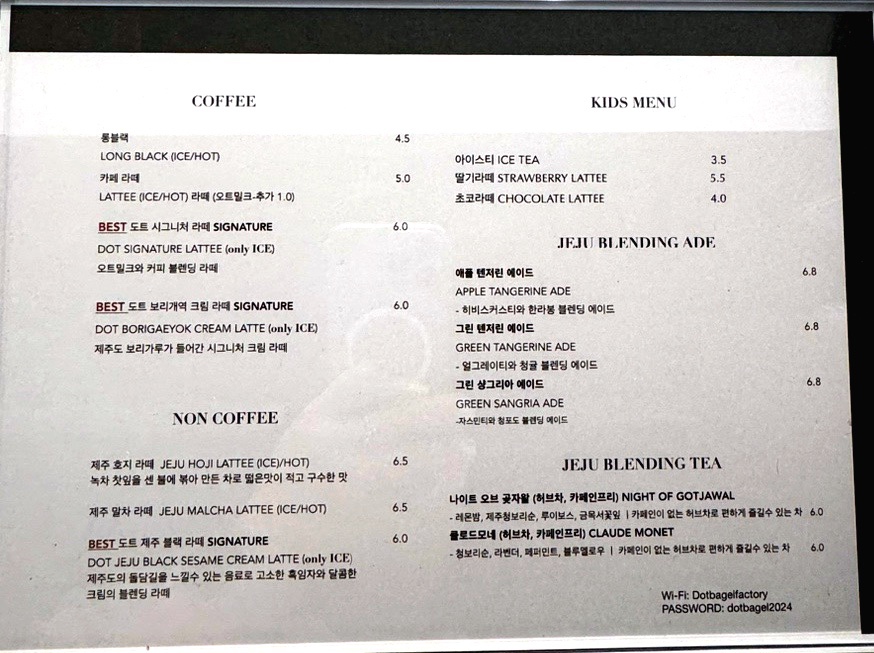 COFFEE
롱블랙 4.5
LONG BLACK (ICE/HOT)
카페 라떼 5.0
LATTEE (ICE/HOT) 라떼 (오트밀크-추가 1.0)
BEST 도트 시그니처 라떼 SIGNATURE 6.0
DOT SIGNATURE LATTEE (only ICE)
오트밀크와 커피 블렌딩 라떼
BEST 도트 보리개역 크림 라떼 SIGNATURE 6.0
DOT BORIGAEYOK CREAM LATTE (only ICE)
제주도 보리가루가 들어간 시그니처 크림 라떼
NON COFFEE
제주 호지 라떼 JEJU HOJI LATTEE (ICE)/HOT) 6.5
녹차 찻잎을 센 불에 볶아 만든 차로 떫은맛이 적고 구수한 맛
제주 말차 라떼 JEJU MALCHA LATTEE (ICE/HOT) 6.5
BEST 도트 제주 블랙 라떼 SIGNATURE 6.0
DOT JEJU BLACK SESAME CREAM LATTE (only ICE)
제주도의 돌담길을 느낄수 있는 음료로 고소한 흑임자와 달콤한
크림의 블렌딩 라떼
KIDS MENU
아이스티 ICE TEA 3.5
딸기라떼 STRAWBERRY LATTEE 5.5
초코라떼 CHOCOLATE LATTEE 4.0
JEJU BLENDING ADE
애플 텐저린 에이드 6.8
APPLE TANGERINE ADE
- 히비스커스티와 한라봉 블렌딩 에이드
그린 텐저린 에이드 6.8
GREEN TANGERINE ADE
- 얼그레이티와 청귤 블렌딩 에이드
그린 샹그리아 에이드 6.8
GREEN SANGRIA ADE
-자스민티와 청포도 블렌딩 에이드
JEJU BLENDING TEA
나이트 오브 곶자왈 (허브차, 카페인프리) NIGHT OF GOTJAWAL
- 레몬밤, 제주청보리순, 루이보스, 금목서꽃잎 | 카페인이 없는 허브차로 편하게 즐길수 있는 차 6.0
끌로드모네 (허브차, 카페인프리) CLAUDE MONET
- 청보리순, 라벤더, 페퍼민트, 블루멜로우 | 카페인이 없는 허브차로 편하게 즐길수 있는 차 6.0
Wi-Fi: Dotbagelfactory
PASSWORD: dotbagel2024